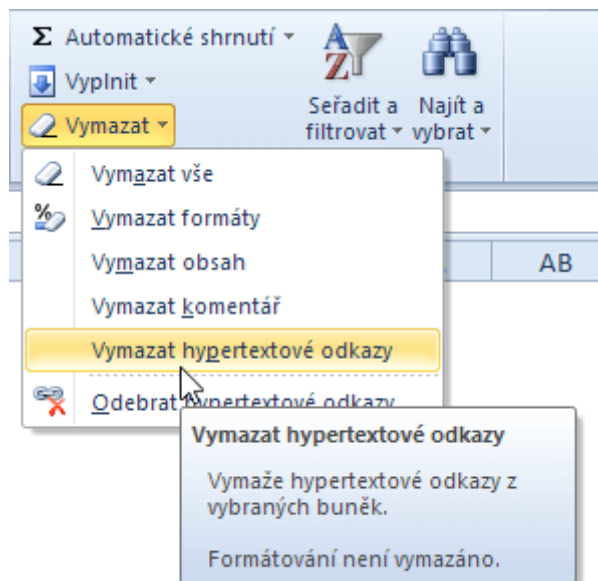 Σ Automatické shrnutí
Vyplnit
Vymazat
Seřadit a filtrovat
Najít a vybrat
Vymazat vše
Vymazat formáty
Vymazat obsah
Vymazat komentář
Vymazat hypertextové odkazy
Odebrat hypertextové odkazy
AB
Vymazat hypertextové odkazy
Vymaže hypertextové odkazy z
vybraných buněk.
Formátování není vymazáno.